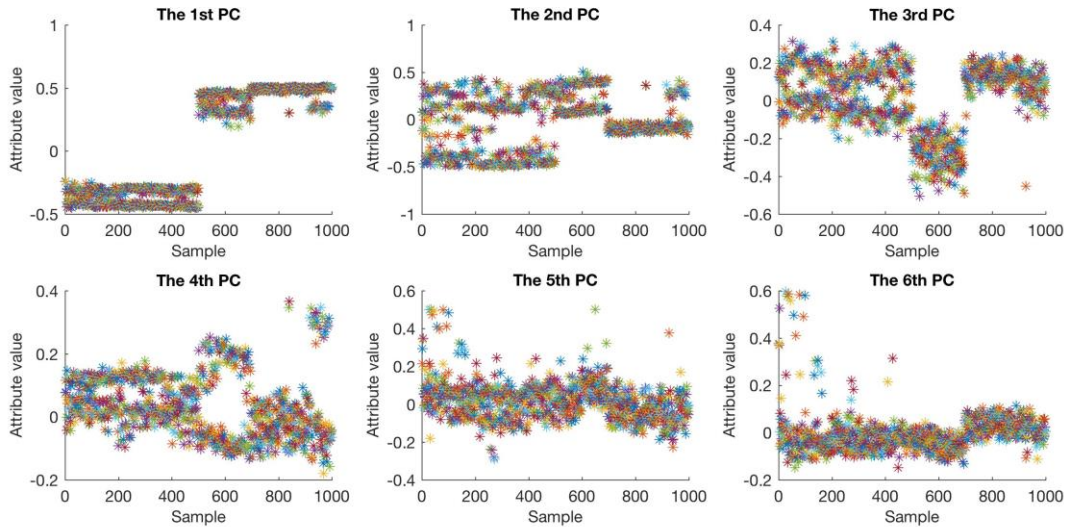 The 1st PC
The 2nd PC
The 3rd PC
1
0.5
0
-0.5
Attribute value
0 200 400 600 800 1000
Sample
1
0.5
0
-0.5
-1
Attribute value
0 200 400 600 800 1000
Sample
0.4
0.2
0
-0.2
-0.4
-0.6
Attribute value
0 200 400 600 800 1000
Sample
The 4th PC
The 5th PC
The 6th PC
0.4
0.2
0
-0.2
Attribute value
0 200 400 600 800 1000
Sample
0.6
0.4
0.2
0
-0.2
-0.4
Attribute value
0 200 400 600 800 1000
Sample
0.6
0.4
0.2
0
-0.2
Attribute value
0 200 400 600 800 1000
Sample